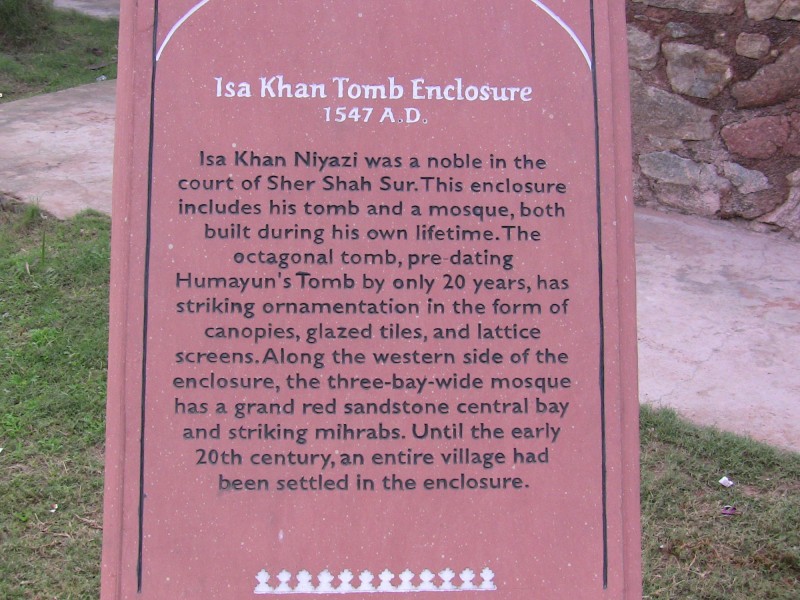 Isa Khan Tomb Enclosure
1547 A.D.
Isa Khan Niyazi was a noble in the
court of Sher Shah Sur. This enclosure
includes his tomb and a mosque, both
built during his own lifetime. The
octagonal tomb, pre-dating
Humayun's Tomb by only 20 years, has
striking ornamentation in the form of
canopies, glazed tiles, and lattice
screens. Along the western side of the
enclosure, the three-bay-wide mosque
has a grand red sandstone central bay
and striking mihrabs. Until the early
20th century, an entire village had
been settled in the enclosure.